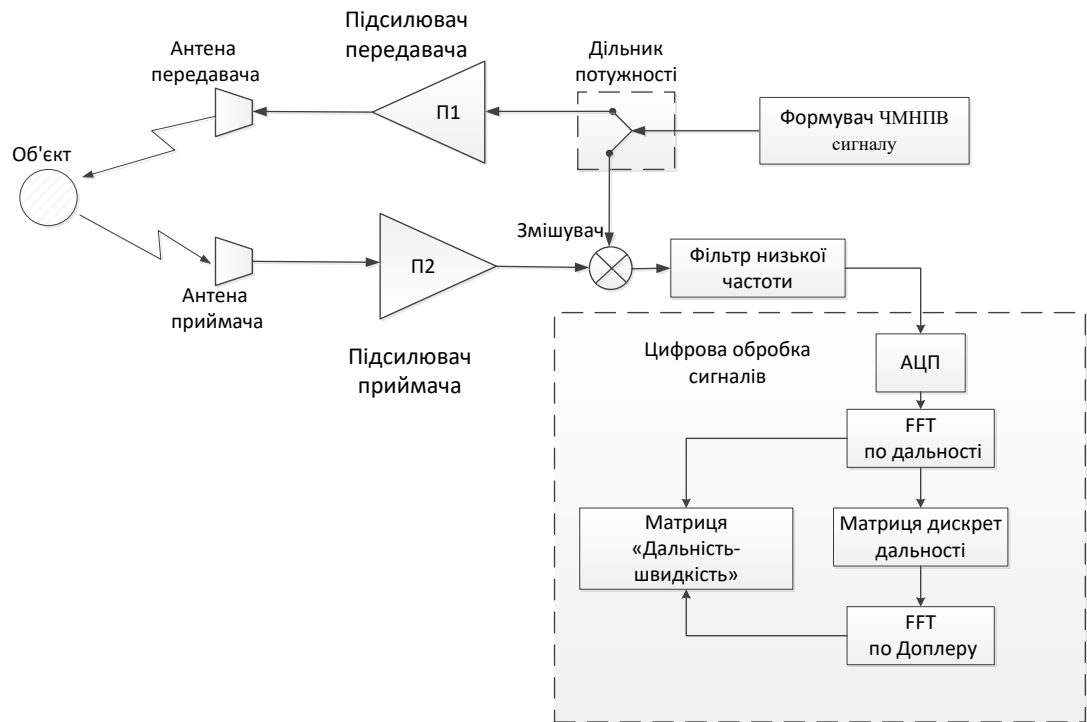 Підсилювач
передавача
Антена
передавача
Дільник
потужності
П1
Формувач ЧМНПВ
сигналу
Об'єкт
Змішувач
П2
Фільтр низької
частоти
Антена
приймача
Підсилювач
приймача
Цифрова обробка
сигналів
АЦП
FFT
по дальності
Матриця
«Дальність-
швидкість»
Матриця дискрет
дальності
FFT
по Доплеру